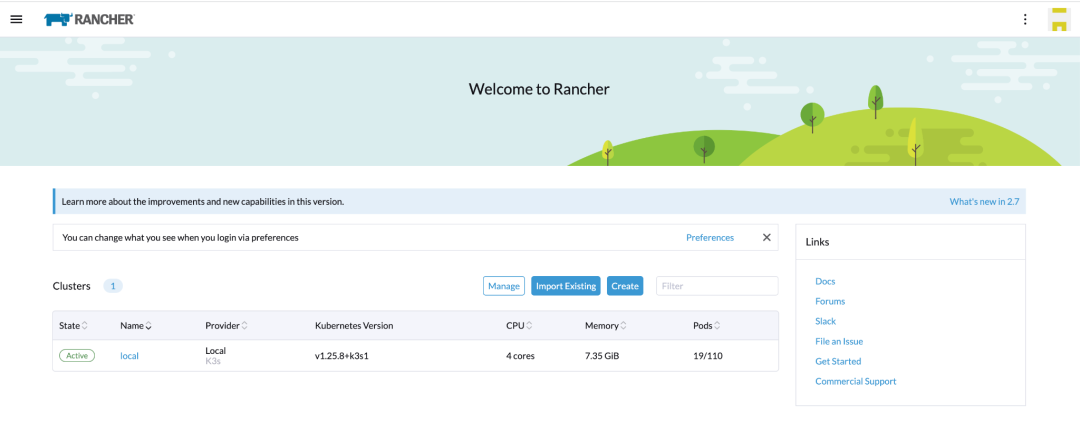 RANCHER
Welcome to Rancher
Learn more about the improvements and new capabilities in this version. What's new in 2.7
You can change what you see when you login via preferences Preferences
Links
Clusters 1 Manage Import Existing Create Filter
Docs
Forums
Slack
File an Issue
Get Started
Commercial Support
State Name Provider Kubernetes Version CPU Memory Pods
Active local Local v1.25.8+k3s1 4 cores 7.35 GiB 19/110
K3s